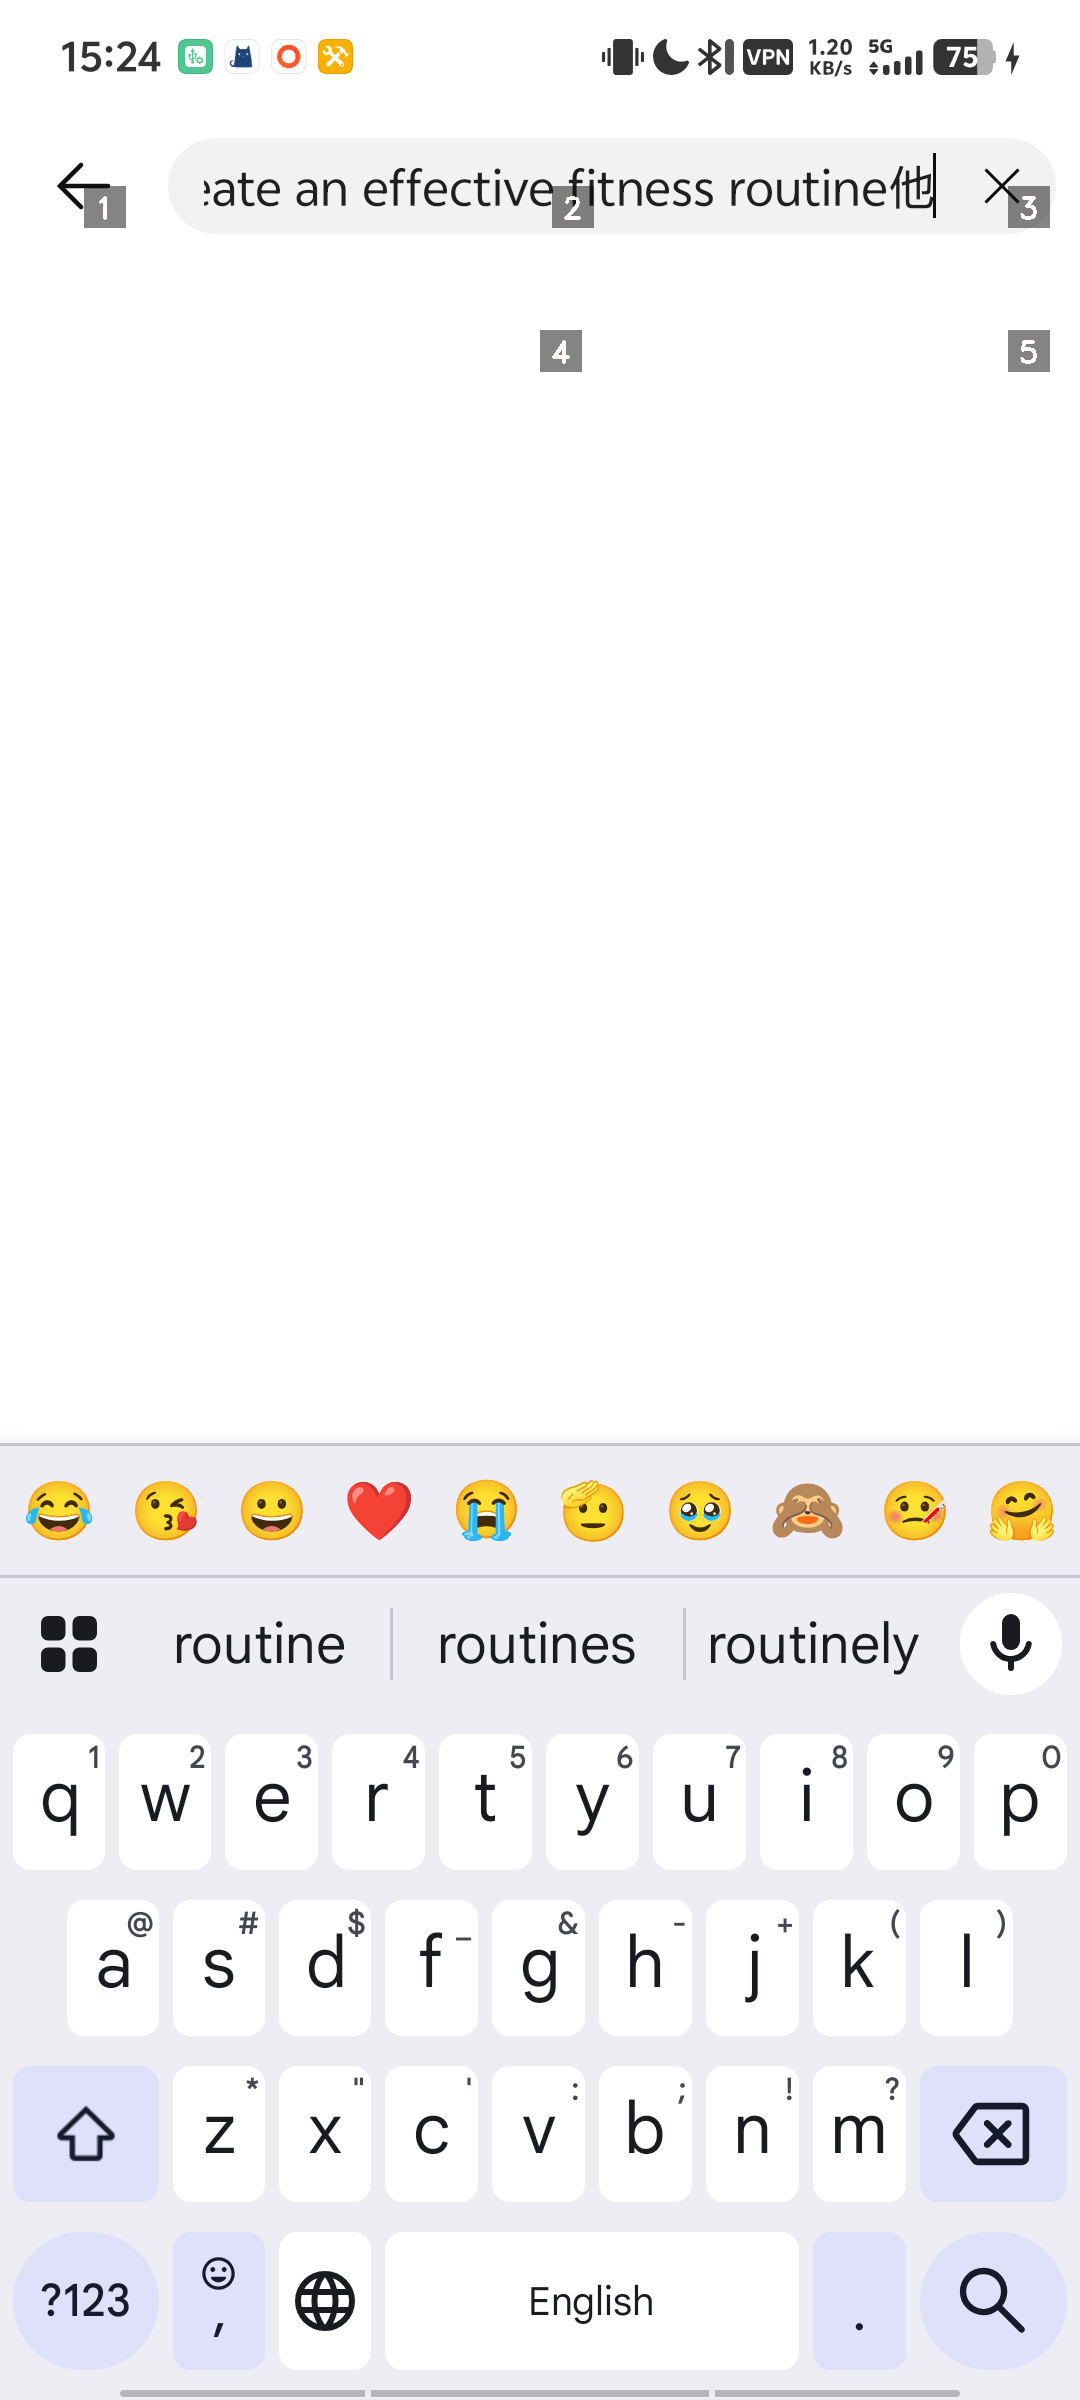 15:24 VPN 1.20 KB/s 5G 75
eate an effective fitness routine他
1 2 3
4 5
routine routines routinely
1 2 3 4 5 6 7 8 9 0
q w e r t y u i o p
@ # $ _ & - + ( )
a s d f g h j k l
* " ' : ; ! ?
z x c v b n m
?123 , English .